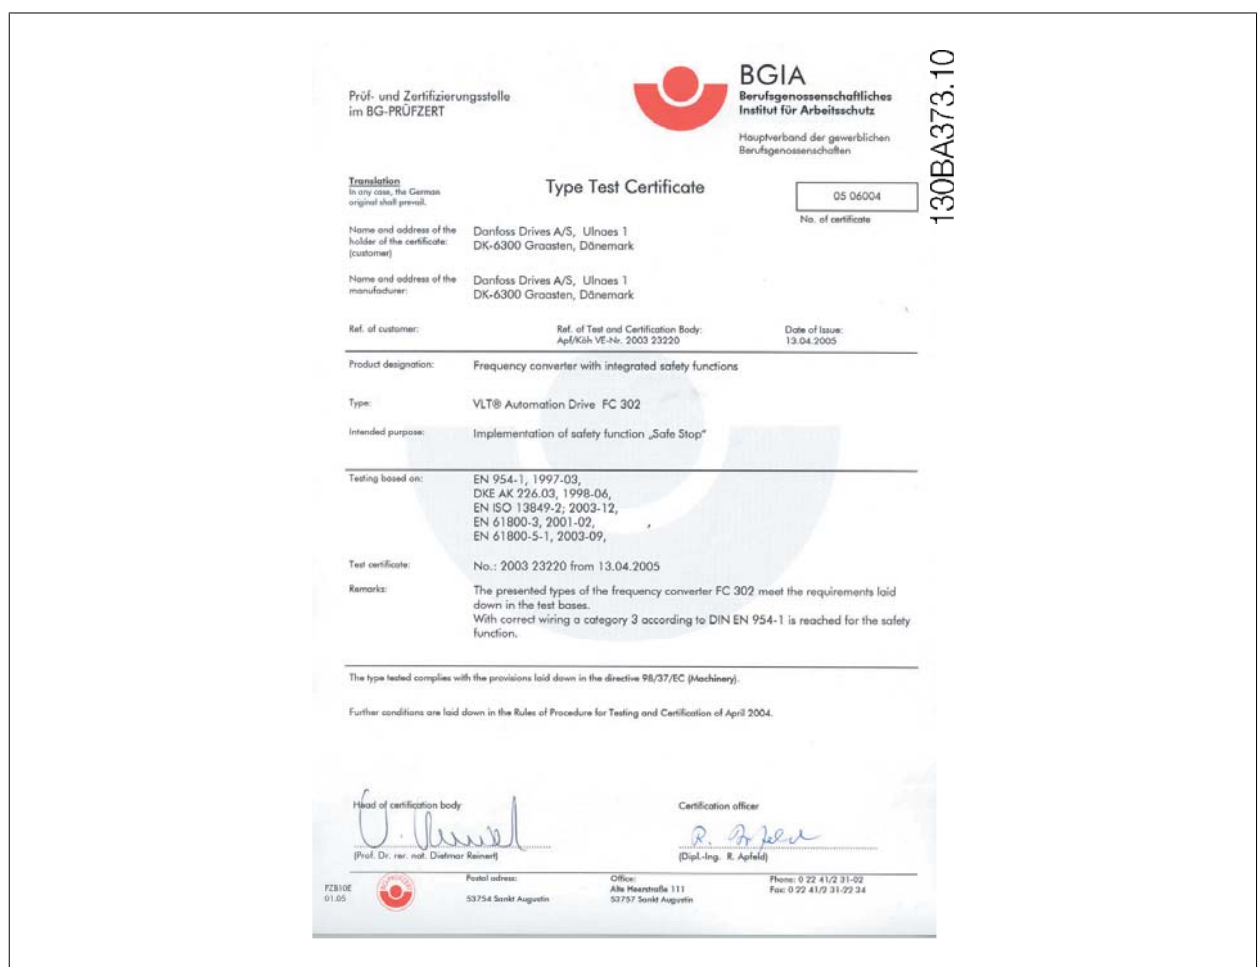 130BA373.10
Prüf- und Zertifizierungsstelle
im BG-PRÜFZERT
BGIA
Berufsgenossenschaftliches
Institut für Arbeitsschutz
Hauptverband der gewerblichen
Berufsgenossenschaften
Translation
In any case, the German
original shall prevail.
Type Test Certificate
05 06004
No. of certificate
Name and address of the
holder of the certificate:
(customer)
Danfoss Drives A/S, Ulnaes 1
DK-6300 Graasten, Dänemark
Name and address of the
manufacturer:
Danfoss Drives A/S, Ulnaes 1
DK-6300 Graasten, Dänemark
Ref. of customer:
Ref. of Test and Certification Body:
Apf/Köh VE-Nr. 2003 23220
Date of Issue:
13.04.2005
Product designation:
Frequency converter with integrated safety functions
Type:
VLT® Automation Drive FC 302
Intended purpose:
Implementation of safety function „Safe Stop“
Testing based on:
EN 954-1, 1997-03,
DKE AK 226.03, 1998-06,
EN ISO 13849-2; 2003-12,
EN 61800-3, 2001-02,
EN 61800-5-1, 2003-09,
Test certificate:
No.: 2003 23220 from 13.04.2005
Remarks:
The presented types of the frequency converter FC 302 meet the requirements laid
down in the test bases.
With correct wiring a category 3 according to DIN EN 954-1 is reached for the safety
function.
The type tested complies with the provisions laid down in the directive 98/37/EC (Machinery).
Further conditions are laid down in the Rules of Procedure for Testing and Certification of April 2004.
Head of certification body
Certification officer
(Prof. Dr. rer. nat. Dietmar Reinert)
R. Apfeld
(Dipl.-Ing. R. Apfeld)
PZB10E
01.05
BG-PRÜFZERT
Postal adress:
53754 Sankt Augustin
Office:
Alte Heerstraße 111
53757 Sankt Augustin
Phone: 0 22 41/2 31-02
Fax: 0 22 41/2 31-22 34